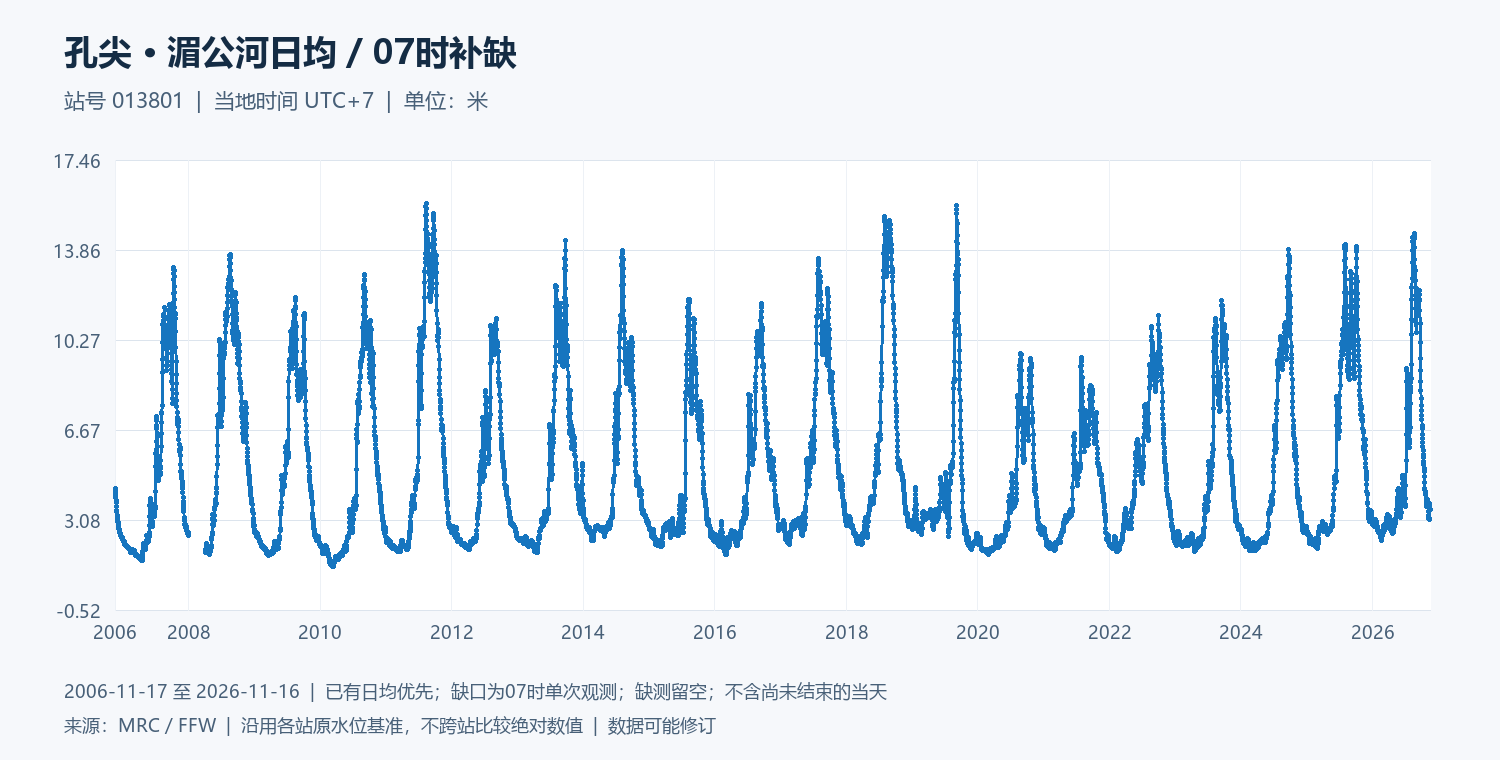 孔尖·湄公河日均 / 07时补缺
站号 013801 | 当地时间 UTC+7 | 单位：米
17.46
13.86
10.27
6.67
3.08
-0.52
2006 2008 2010 2012 2014 2016 2018 2020 2022 2024 2026
2006-11-17 至 2026-11-16 | 已有日均优先；缺口为07时单次观测；缺测留空；不含尚未结束的当天
来源：MRC / FFW | 沿用各站原水位基准，不跨站比较绝对数值 | 数据可能修订